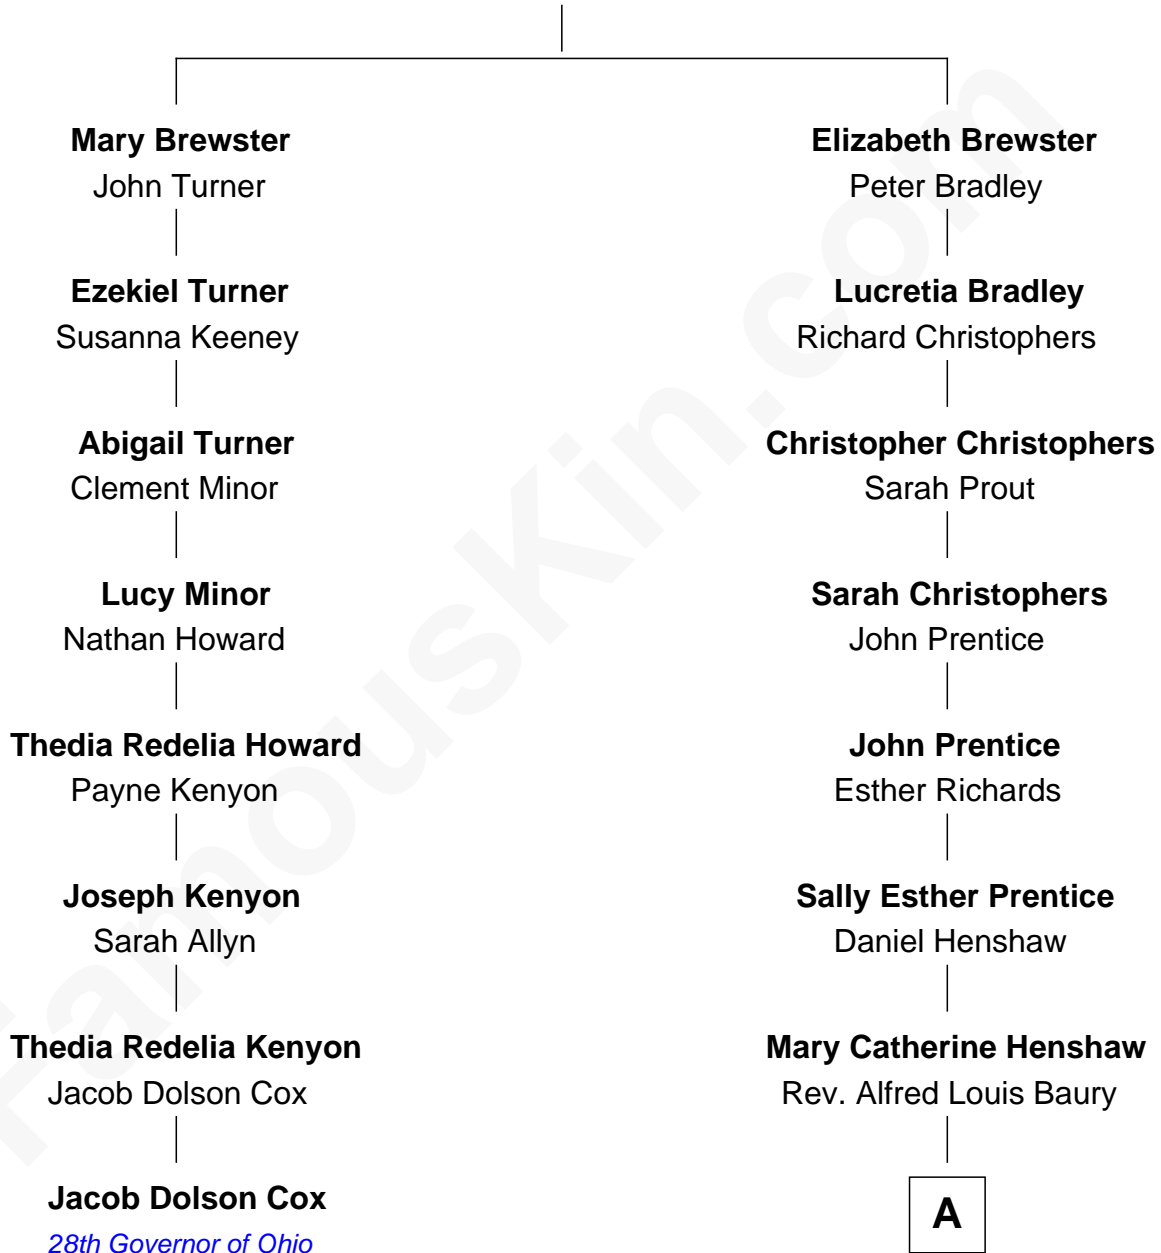 Mary Brewster
John Turner
Ezekiel Turner
Susanna Keeney
Abigail Turner
Clement Minor
Lucy Minor
Nathan Howard
Thedia Redelia Howard
Payne Kenyon
Joseph Kenyon
Sarah Allyn
Thedia Redelia Kenyon
Jacob Dolson Cox
Jacob Dolson Cox
28th Governor of Ohio
Elizabeth Brewster
Peter Bradley
Lucretia Bradley
Richard Christophers
Christopher Christophers
Sarah Prout
Sarah Christophers
John Prentice
John Prentice
Esther Richards
Sally Esther Prentice
Daniel Henshaw
Mary Catherine Henshaw
Rev. Alfred Louis Baury
A
FamousKin.com